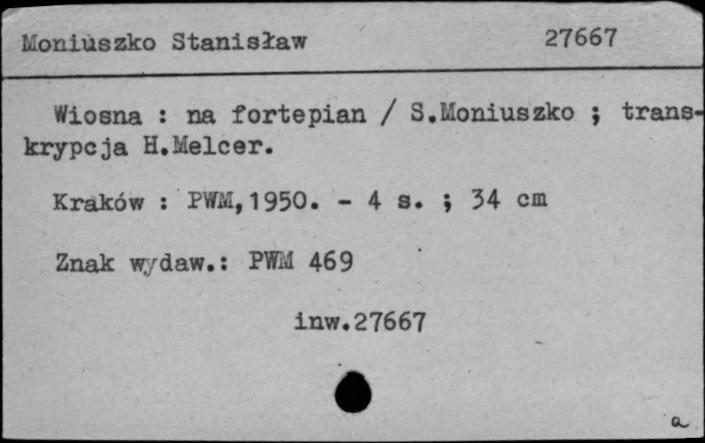 Moniuszko Stanisław 27667
Wiosna : na fortepian / S.Moniuszko ; trans-
krypcja H.Melcer.
Kraków : PWM,1950. - 4 s. ; 34 cm
Znak wydaw.: PWM 469
inw.27667
a